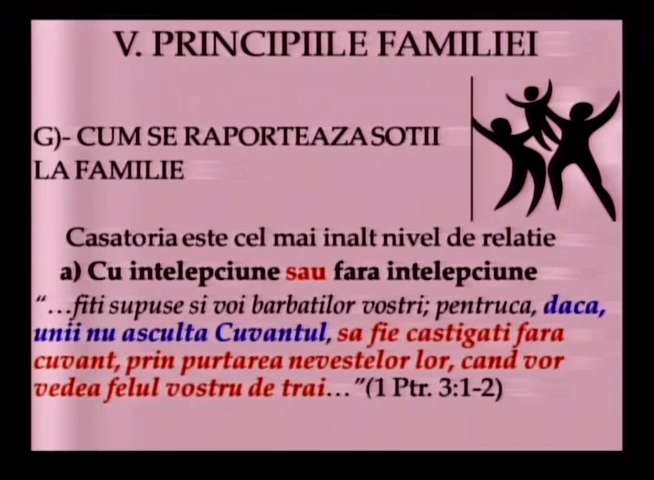 V. PRINCIPIILE FAMILIEI
G)- CUM SE RAPORTEAZA SOTII
LA FAMILIE
Casatoria este cel mai inalt nivel de relatie
a) Cu intelepciune sau fara intelepciune
“…fiti supuse si voi barbatilor vostri; pentruca, daca,
unii nu asculta Cuvantul, sa fie castigati fara
cuvant, prin purtarea nevestelor lor, cand vor
vedea felul vostru de trai…”(1 Ptr. 3:1-2)